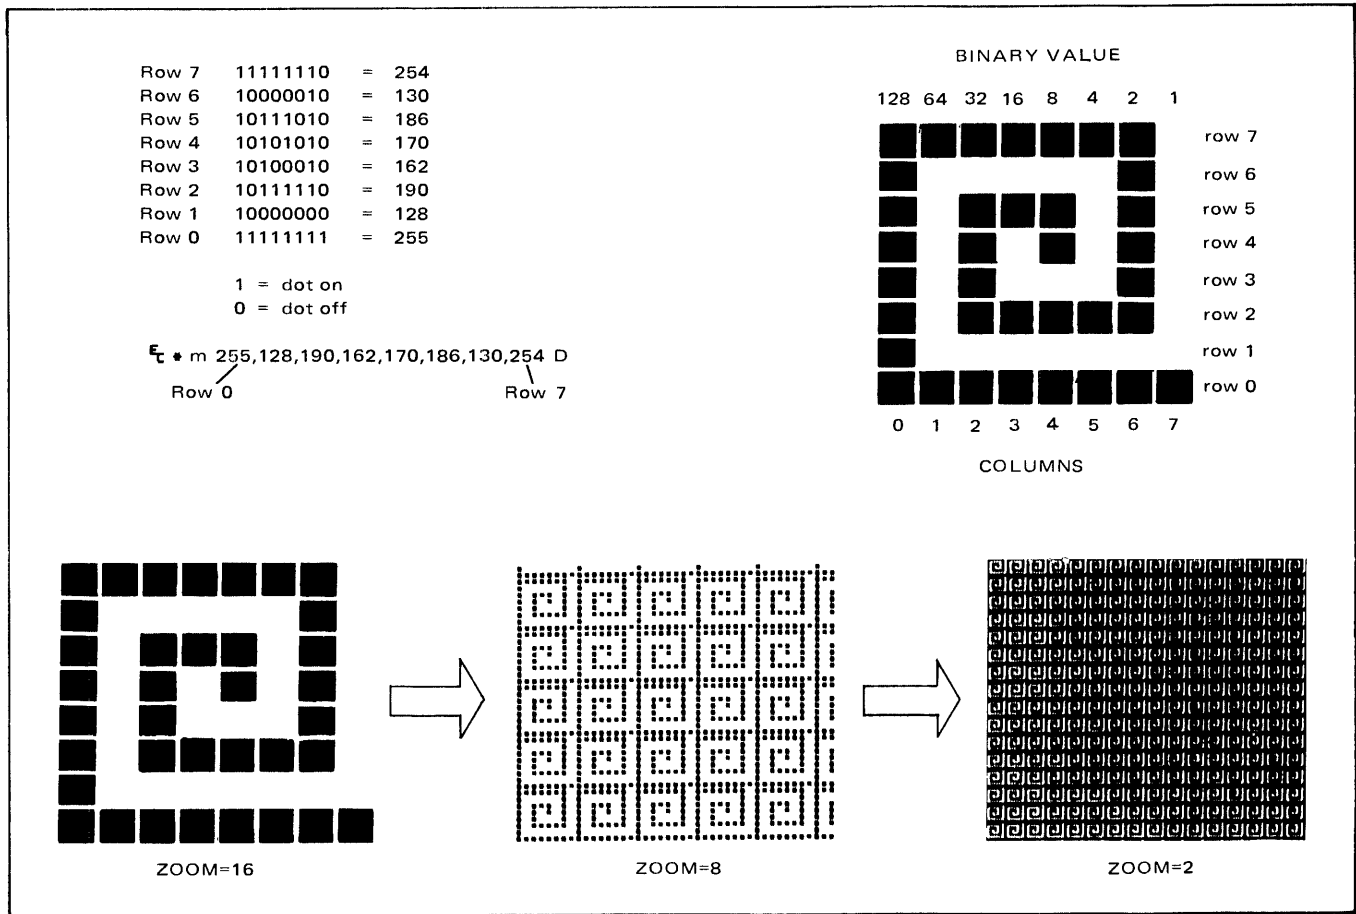 Row 7 11111110 = 254
Row 6 10000010 = 130
Row 5 10111010 = 186
Row 4 10101010 = 170
Row 3 10100010 = 162
Row 2 10111110 = 190
Row 1 10000000 = 128
Row 0 11111111 = 255
1 = dot on
0 = dot off
Ec * m 255,128,190,162,170,186,130,254 D
Row 0 Row 7
BINARY VALUE
128 64 32 16 8 4 2 1
row 7
row 6
row 5
row 4
row 3
row 2
row 1
row 0
0 1 2 3 4 5 6 7
COLUMNS
ZOOM=16 ZOOM=8 ZOOM=2